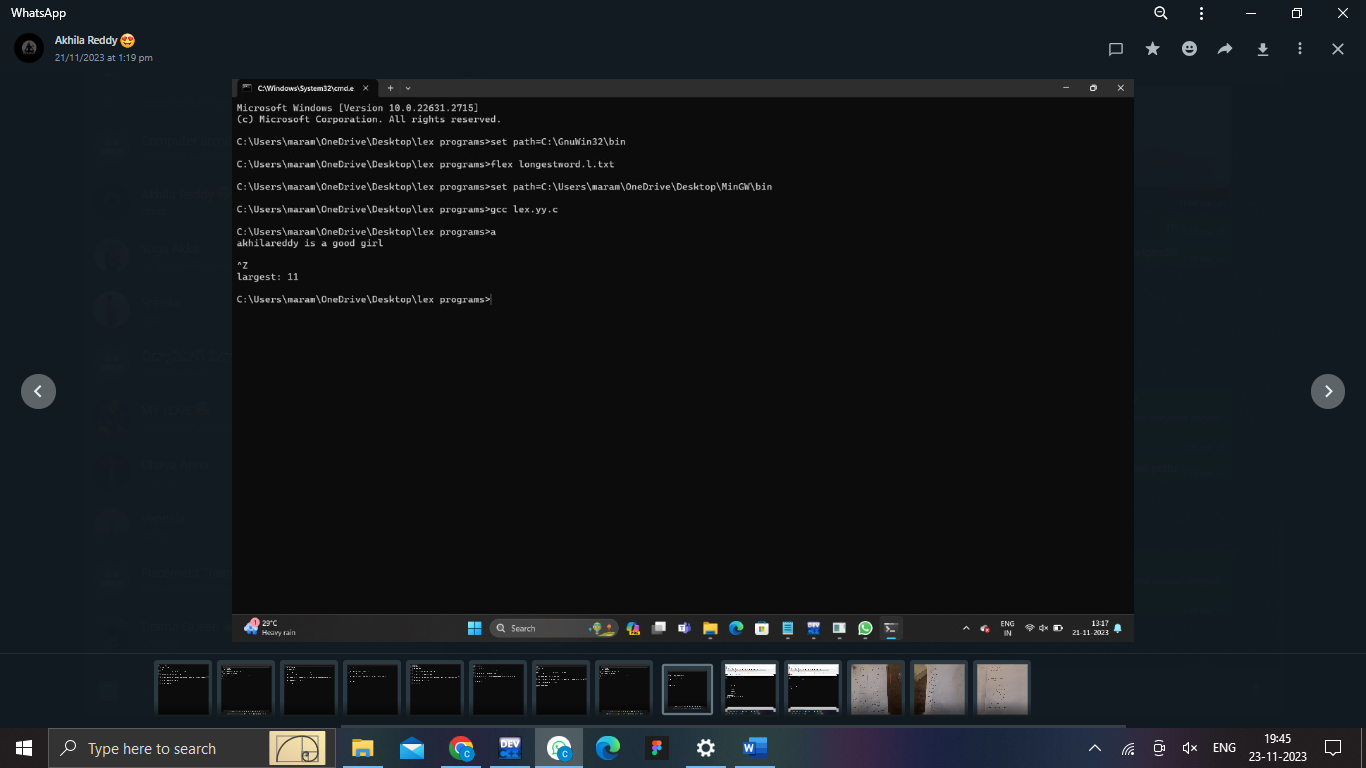 WhatsApp
Akhila Reddy 😍
21/11/2023 at 1:19 pm
C:\Windows\System32\cmd.e
Microsoft Windows [Version 10.0.22631.2715]
(c) Microsoft Corporation. All rights reserved.
C:\Users\maram\OneDrive\Desktop\lex programs>set path=C:\GnuWin32\bin
C:\Users\maram\OneDrive\Desktop\lex programs>flex longestword.l.txt
C:\Users\maram\OneDrive\Desktop\lex programs>set path=C:\Users\maram\OneDrive\Desktop\MinGW\bin
C:\Users\maram\OneDrive\Desktop\lex programs>gcc lex.yy.c
C:\Users\maram\OneDrive\Desktop\lex programs>a
akhilareddy is a good girl
^Z
largest: 11
C:\Users\maram\OneDrive\Desktop\lex programs>
1
29°C
Heavy rain
Search
ENG
IN
13:17
21-11-2023
Type here to search
DEV
ENG
19:45
23-11-2023